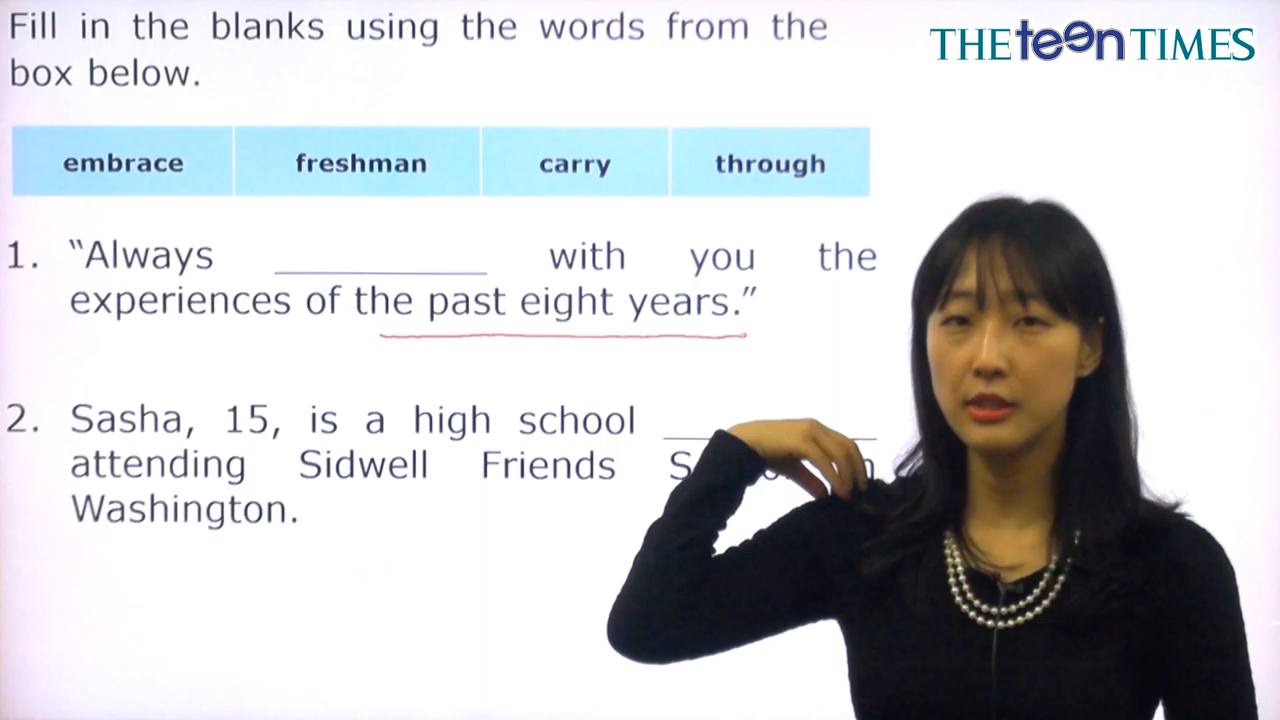 Fill in the blanks using the words from the
box below.
THE teen TIMES
embrace freshman carry through
1. “Always ___________ with you the
experiences of the past eight years.”
2. Sasha, 15, is a high school ___________
attending Sidwell Friends
Washington.